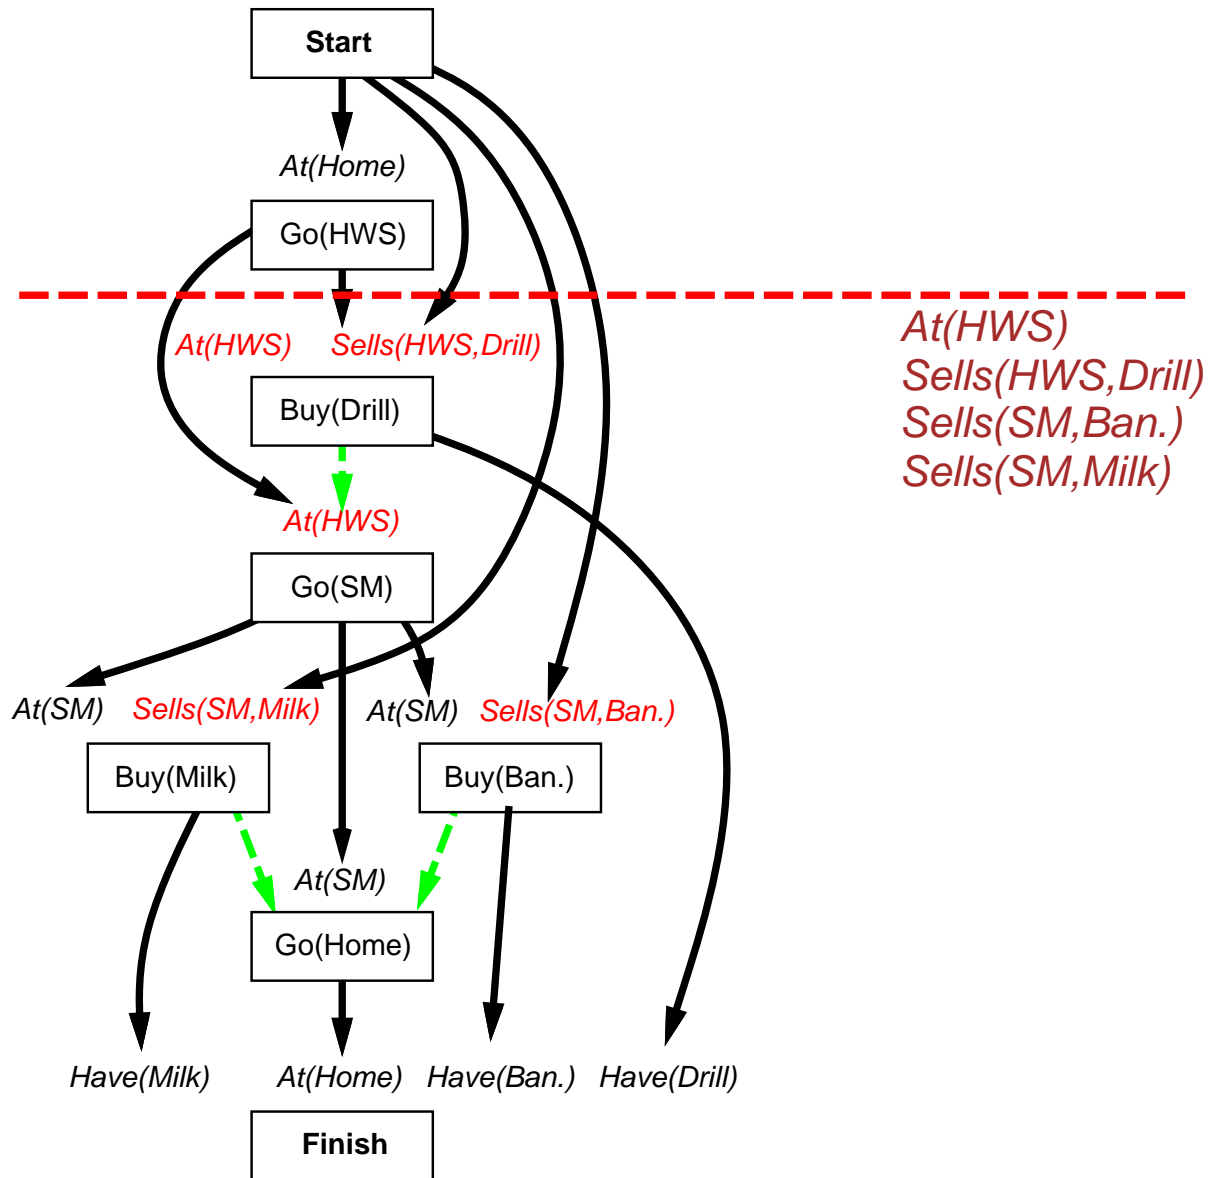 Start
At(Home)
Go(HWS)
At(HWS) Sells(HWS,Drill)
At(HWS)
Sells(HWS,Drill)
Sells(SM,Ban.)
Sells(SM,Milk)
Buy(Drill)
At(HWS)
Go(SM)
At(SM) Sells(SM,Milk) At(SM) Sells(SM,Ban.)
Buy(Milk) Buy(Ban.)
At(SM)
Go(Home)
Have(Milk) At(Home) Have(Ban.) Have(Drill)
Finish